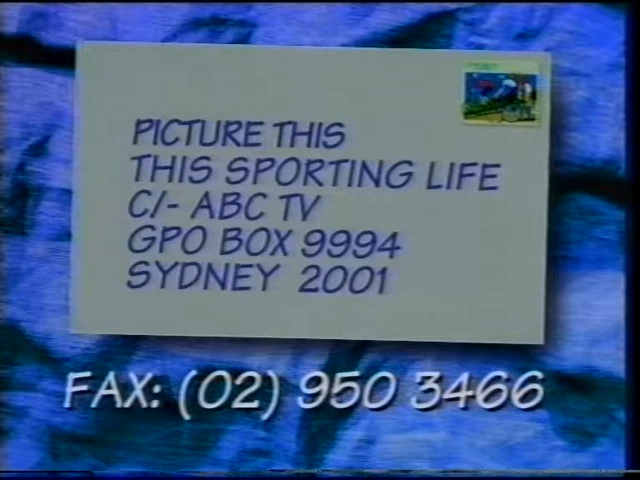 PICTURE THIS
THIS SPORTING LIFE
C/- ABC TV
GPO BOX 9994
SYDNEY 2001
FAX: (02) 950 3466